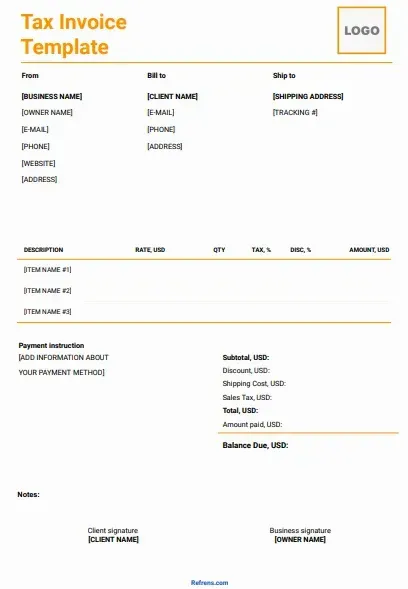 Tax Invoice
Template
LOGO
From Bill to Ship to
[BUSINESS NAME] [CLIENT NAME] [SHIPPING ADDRESS]
[OWNER NAME] [E-MAIL] [TRACKING #]
[E-MAIL] [PHONE]
[PHONE] [ADDRESS]
[WEBSITE]
[ADDRESS]
DESCRIPTION RATE, USD QTY TAX, % DISC, % AMOUNT, USD
[ITEM NAME #1]
[ITEM NAME #2]
[ITEM NAME #3]
Payment instruction
[ADD INFORMATION ABOUT
YOUR PAYMENT METHOD]
Subtotal, USD:
Discount, USD:
Shipping Cost, USD:
Sales Tax, USD:
Total, USD:
Amount paid, USD:
Balance Due, USD:
Notes:
Client signature Business signature
[CLIENT NAME] [OWNER NAME]
Refrens.com